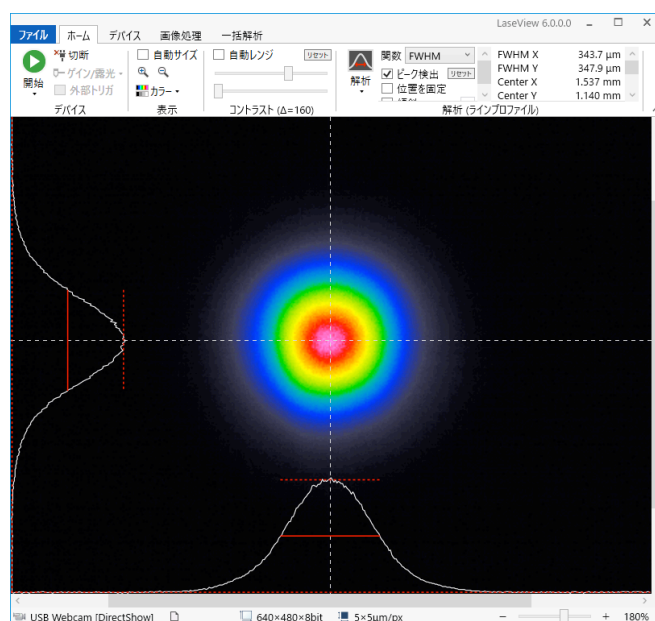 LaseView 6.0.0.0
ファイル ホーム デバイス 画像処理 一括解析
開始
切断
ゲイン/露光
外部トリガ
デバイス
自動サイズ
カラー
表示
自動レンジ リセット
コントラスト (Δ=160)
解析
関数 FWHM
ピーク検出 リセット
位置を固定
FWHM X 343.7 µm
FWHM Y 347.9 µm
Center X 1.537 mm
Center Y 1.140 mm
解析 (ラインプロファイル)
USB Webcam [DirectShow] 640×480×8bit 5×5µm/px 180%